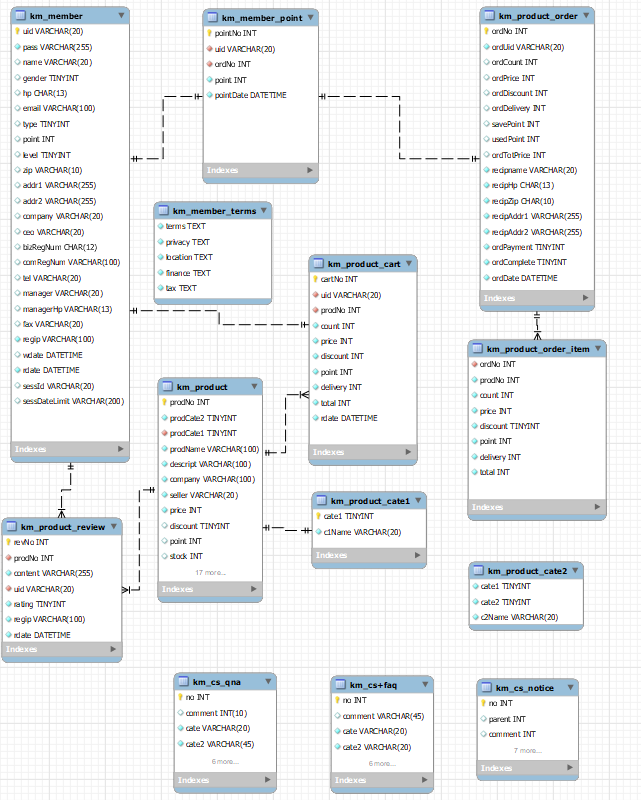 km_member
uid VARCHAR(20)
pass VARCHAR(255)
name VARCHAR(20)
gender TINYINT
hp CHAR(13)
email VARCHAR(100)
type TINYINT
point INT
level TINYINT
zip VARCHAR(10)
addr1 VARCHAR(255)
addr2 VARCHAR(255)
company VARCHAR(20)
ceo VARCHAR(20)
bizRegNum CHAR(12)
comRegNum VARCHAR(100)
tel VARCHAR(20)
manager VARCHAR(20)
managerHp VARCHAR(13)
fax VARCHAR(20)
regip VARCHAR(100)
wdate DATETIME
rdate DATETIME
sessId VARCHAR(20)
sessDateLimit VARCHAR(200)
Indexes
km_member_point
pointNo INT
uid VARCHAR(20)
ordNo INT
point INT
pointDate DATETIME
Indexes
km_product_order
ordNo INT
ordUid VARCHAR(20)
ordCount INT
ordPrice INT
ordDiscount INT
ordDelivery INT
savePoint INT
usedPoint INT
ordTotPrice INT
recipname VARCHAR(20)
recipHp CHAR(13)
recipZip CHAR(10)
recipAddr1 VARCHAR(255)
recipAddr2 VARCHAR(255)
ordPayment TINYINT
ordComplete TINYINT
ordDate DATETIME
Indexes
km_member_terms
terms TEXT
privacy TEXT
location TEXT
finance TEXT
tax TEXT
km_product_cart
cartNo INT
uid VARCHAR(20)
prodNo INT
count INT
price INT
discount INT
point INT
delivery INT
total INT
rdate DATETIME
Indexes
km_product_order_item
ordNo INT
prodNo INT
count INT
price INT
discount TINYINT
point INT
delivery INT
total INT
Indexes
km_product
prodNo INT
prodCate2 TINYINT
prodCate1 TINYINT
prodName VARCHAR(100)
descript VARCHAR(100)
company VARCHAR(100)
seller VARCHAR(20)
price INT
discount TINYINT
point INT
stock INT
17 more...
Indexes
km_product_cate1
cate1 TINYINT
c1Name VARCHAR(20)
Indexes
km_product_review
revNo INT
prodNo INT
content VARCHAR(255)
uid VARCHAR(20)
rating TINYINT
regip VARCHAR(100)
rdate DATETIME
Indexes
km_product_cate2
cate1 TINYINT
cate2 TINYINT
c2Name VARCHAR(20)
km_cs_qna
no INT
comment INT(10)
cate VARCHAR(20)
cate2 VARCHAR(45)
6 more...
Indexes
km_cs+faq
no INT
comment VARCHAR(45)
cate VARCHAR(20)
cate2 VARCHAR(20)
6 more...
Indexes
km_cs_notice
no INT
parent INT
comment INT
7 more...
Indexes